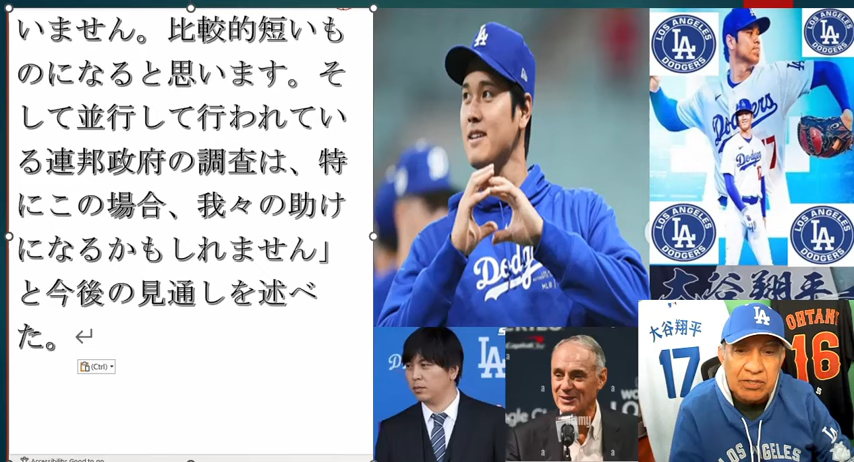 いません。比較的短いも
のになると思います。そ
して並行して行われてい
る連邦政府の調査は、特
にこの場合、我々の助け
になるかもしれません」
と今後の見通しを述べ
た。
(Ctrl)
LA
Dodgers
LOS ANGELES
LA
DODGERS
LOS ANGELES
LA
DODGERS
Dodgers
17
Dodgers
LOS ANGELES
LA
DODGERS
LOS ANGELES
LA
DODGERS
大谷翔平
LA
大谷翔平
17
OHTANI
16
LA
LOS ANGELES
LA
alamy